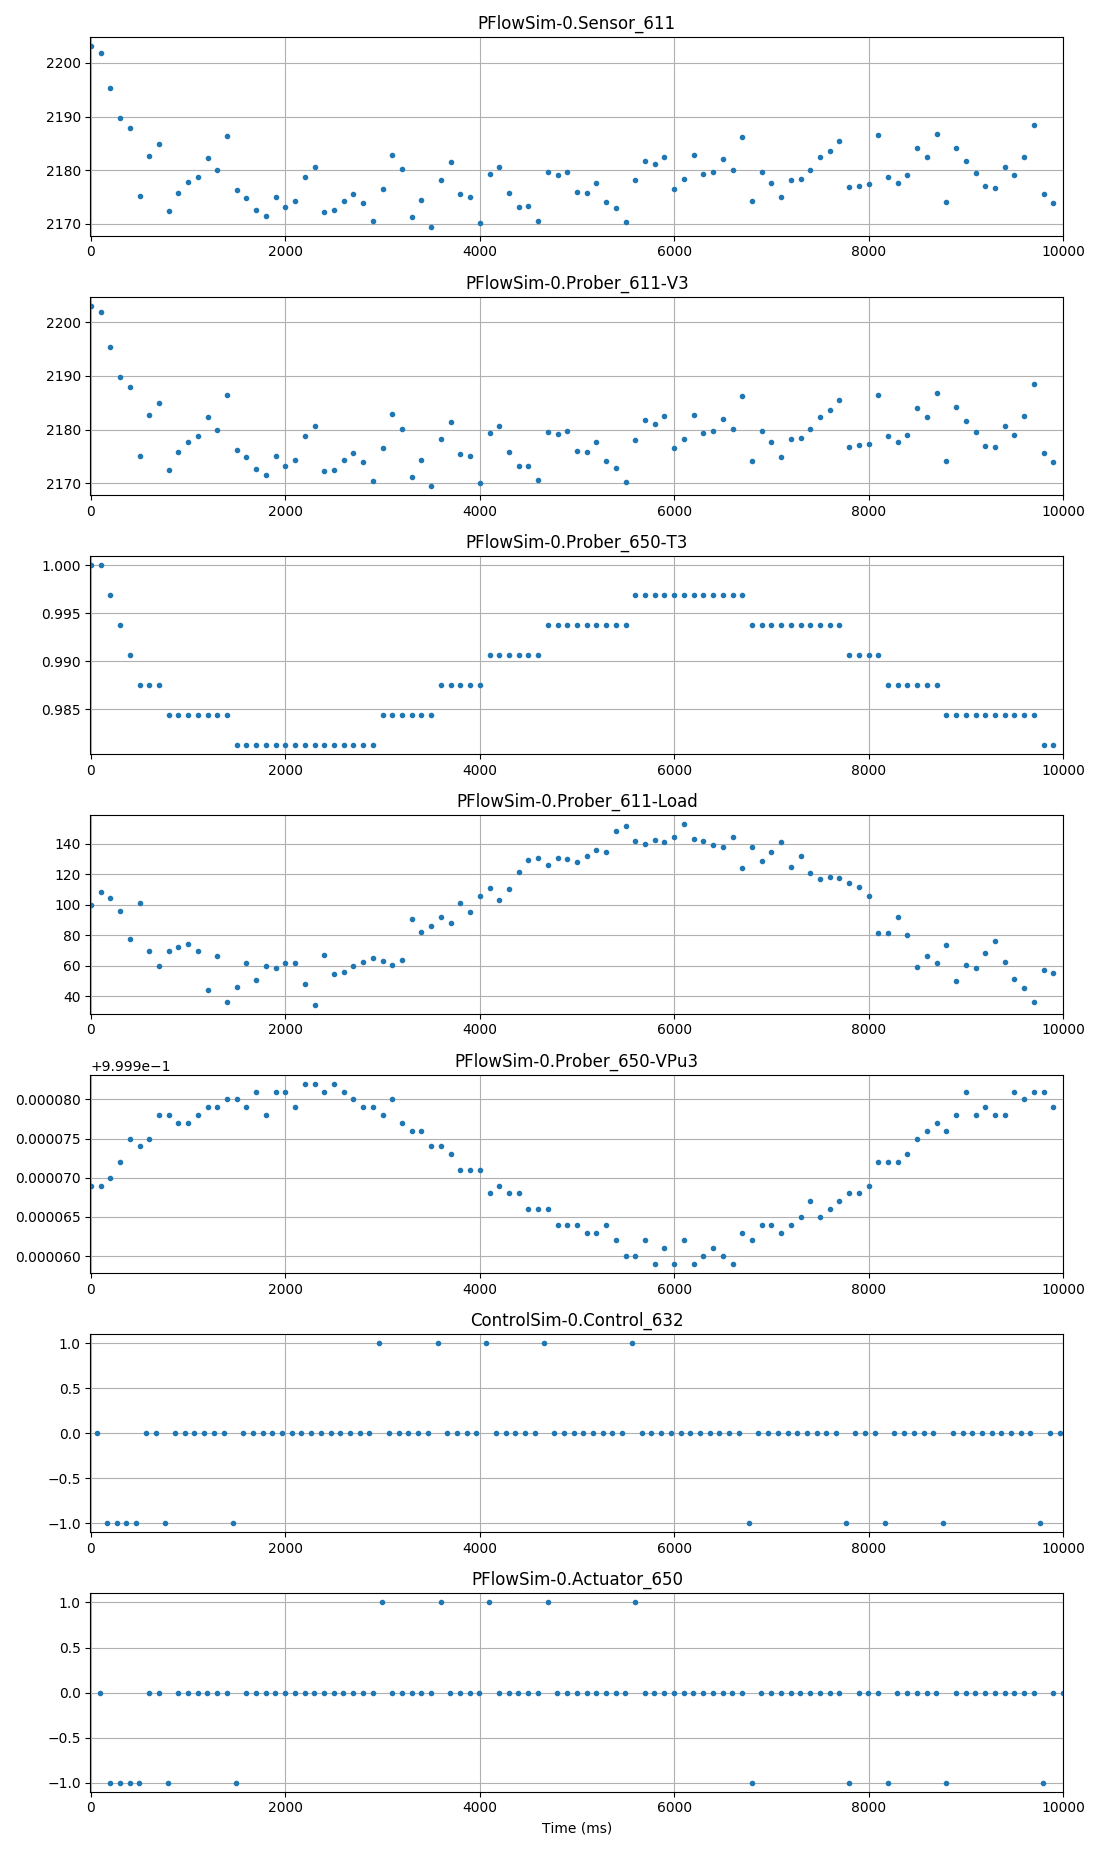 PFlowSim-0.Sensor_611
2200
2190
2180
2170
0 2000 4000 6000 8000 10000
PFlowSim-0.Prober_611-V3
2200
2190
2180
2170
0 2000 4000 6000 8000 10000
PFlowSim-0.Prober_650-T3
1.000
0.995
0.990
0.985
0 2000 4000 6000 8000 10000
PFlowSim-0.Prober_611-Load
140
120
100
80
60
40
0 2000 4000 6000 8000 10000
PFlowSim-0.Prober_650-VPu3
+9.999e−1
0.000080
0.000075
0.000070
0.000065
0.000060
0 2000 4000 6000 8000 10000
ControlSim-0.Control_632
1.0
0.5
0.0
−0.5
−1.0
0 2000 4000 6000 8000 10000
PFlowSim-0.Actuator_650
1.0
0.5
0.0
−0.5
−1.0
0 2000 4000 6000 8000 10000
Time (ms)